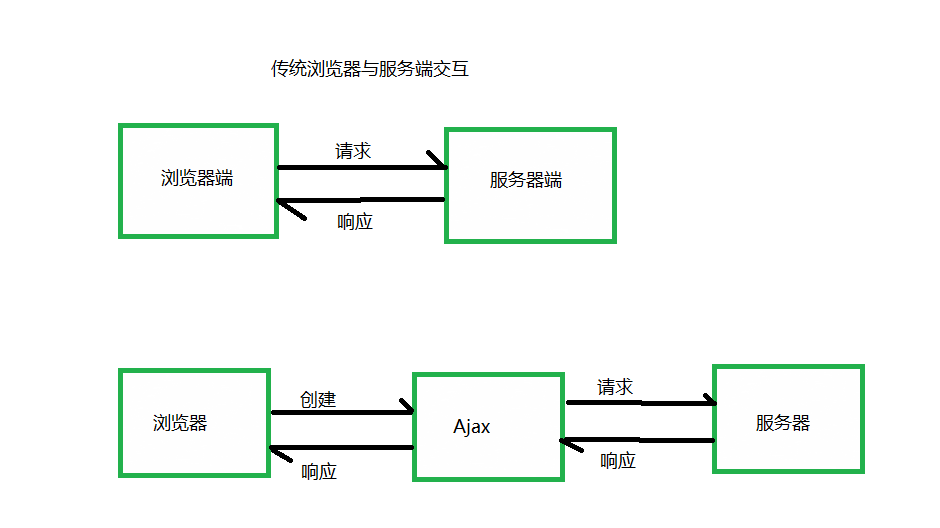 传统浏览器与服务端交互
请求
浏览器端
服务器端
响应
创建
请求
浏览器
Ajax
服务器
响应
响应